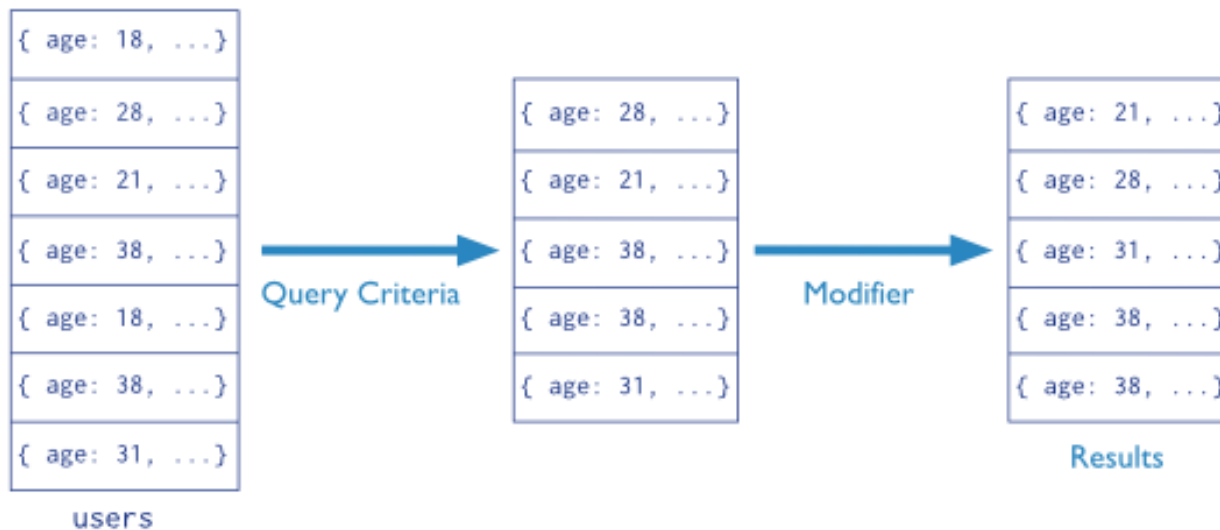 { age: 18, ...}
{ age: 28, ...}
{ age: 21, ...}
{ age: 38, ...}
{ age: 18, ...}
{ age: 38, ...}
{ age: 31, ...}
users
Query Criteria
{ age: 28, ...}
{ age: 21, ...}
{ age: 38, ...}
{ age: 38, ...}
{ age: 31, ...}
Modifier
{ age: 21, ...}
{ age: 28, ...}
{ age: 31, ...}
{ age: 38, ...}
{ age: 38, ...}
Results